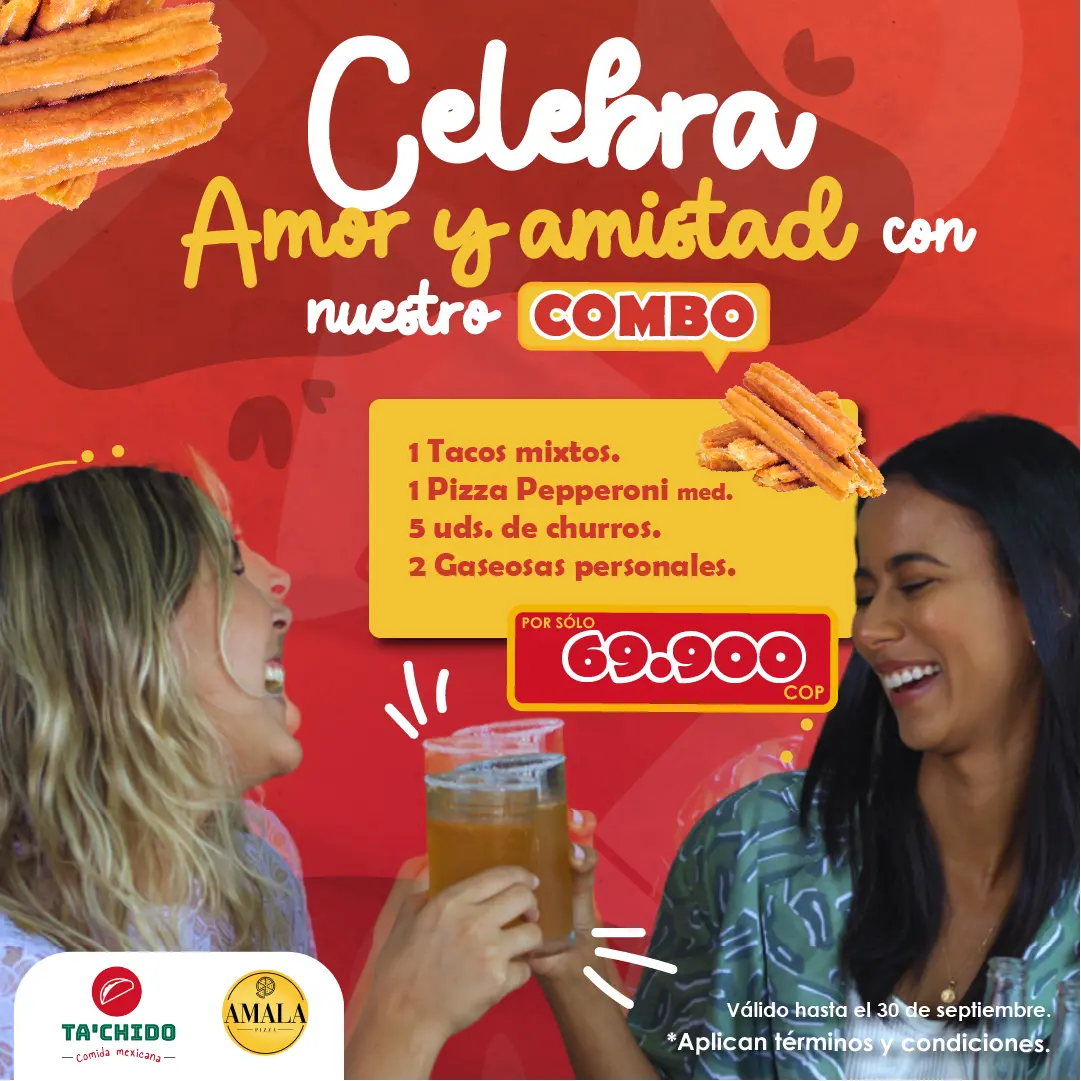 Celebra
Amor y amistad con
nuestro COMBO
1 Tacos mixtos.
1 Pizza Pepperoni med.
5 uds. de churros.
2 Gaseosas personales.
POR SÓLO
69.900
COP
TA'CHIDO
Comida mexicana
AMALA
PIZZA
Válido hasta el 30 de septiembre.
*Aplican términos y condiciones.